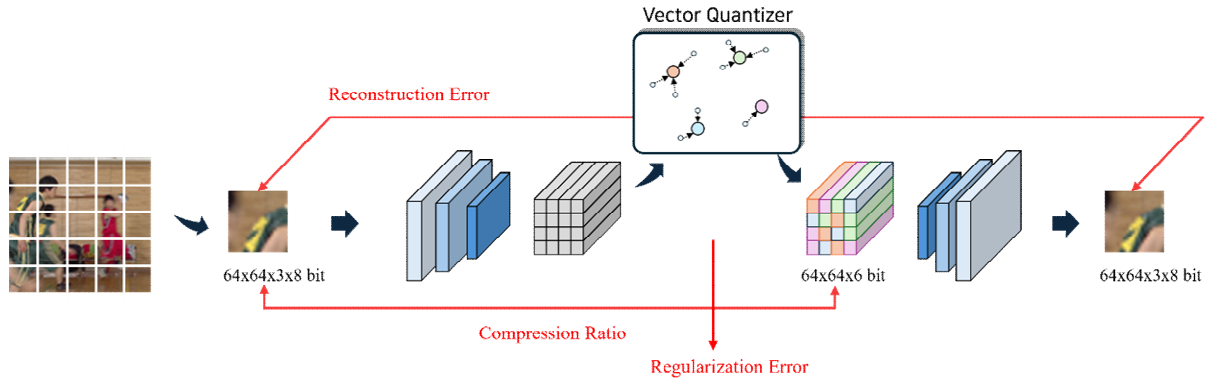 Vector Quantizer
Reconstruction Error
64x64x3x8 bit
64x64x6 bit
64x64x3x8 bit
Compression Ratio
Regularization Error